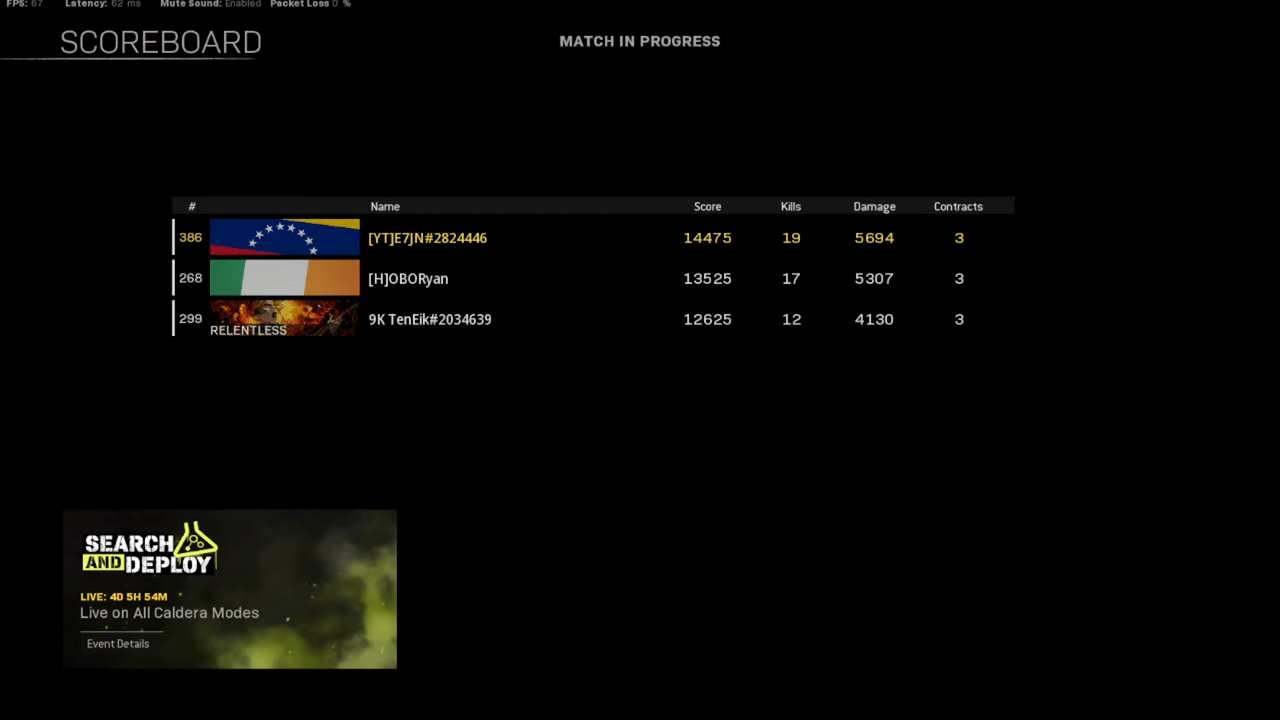 FPS: 67 Latency: 62 ms Mute Sound: Enabled Packet Loss 0 %
SCOREBOARD
MATCH IN PROGRESS
# Name Score Kills Damage Contracts
386 [YT]E7JN#2824446 14475 19 5694 3
268 [H]OBORyan 13525 17 5307 3
299 RELENTLESS 9K TenEik#2034639 12625 12 4130 3
SEARCH
AND DEPLOY
LIVE: 4D 5H 54M
Live on All Caldera Modes
Event Details